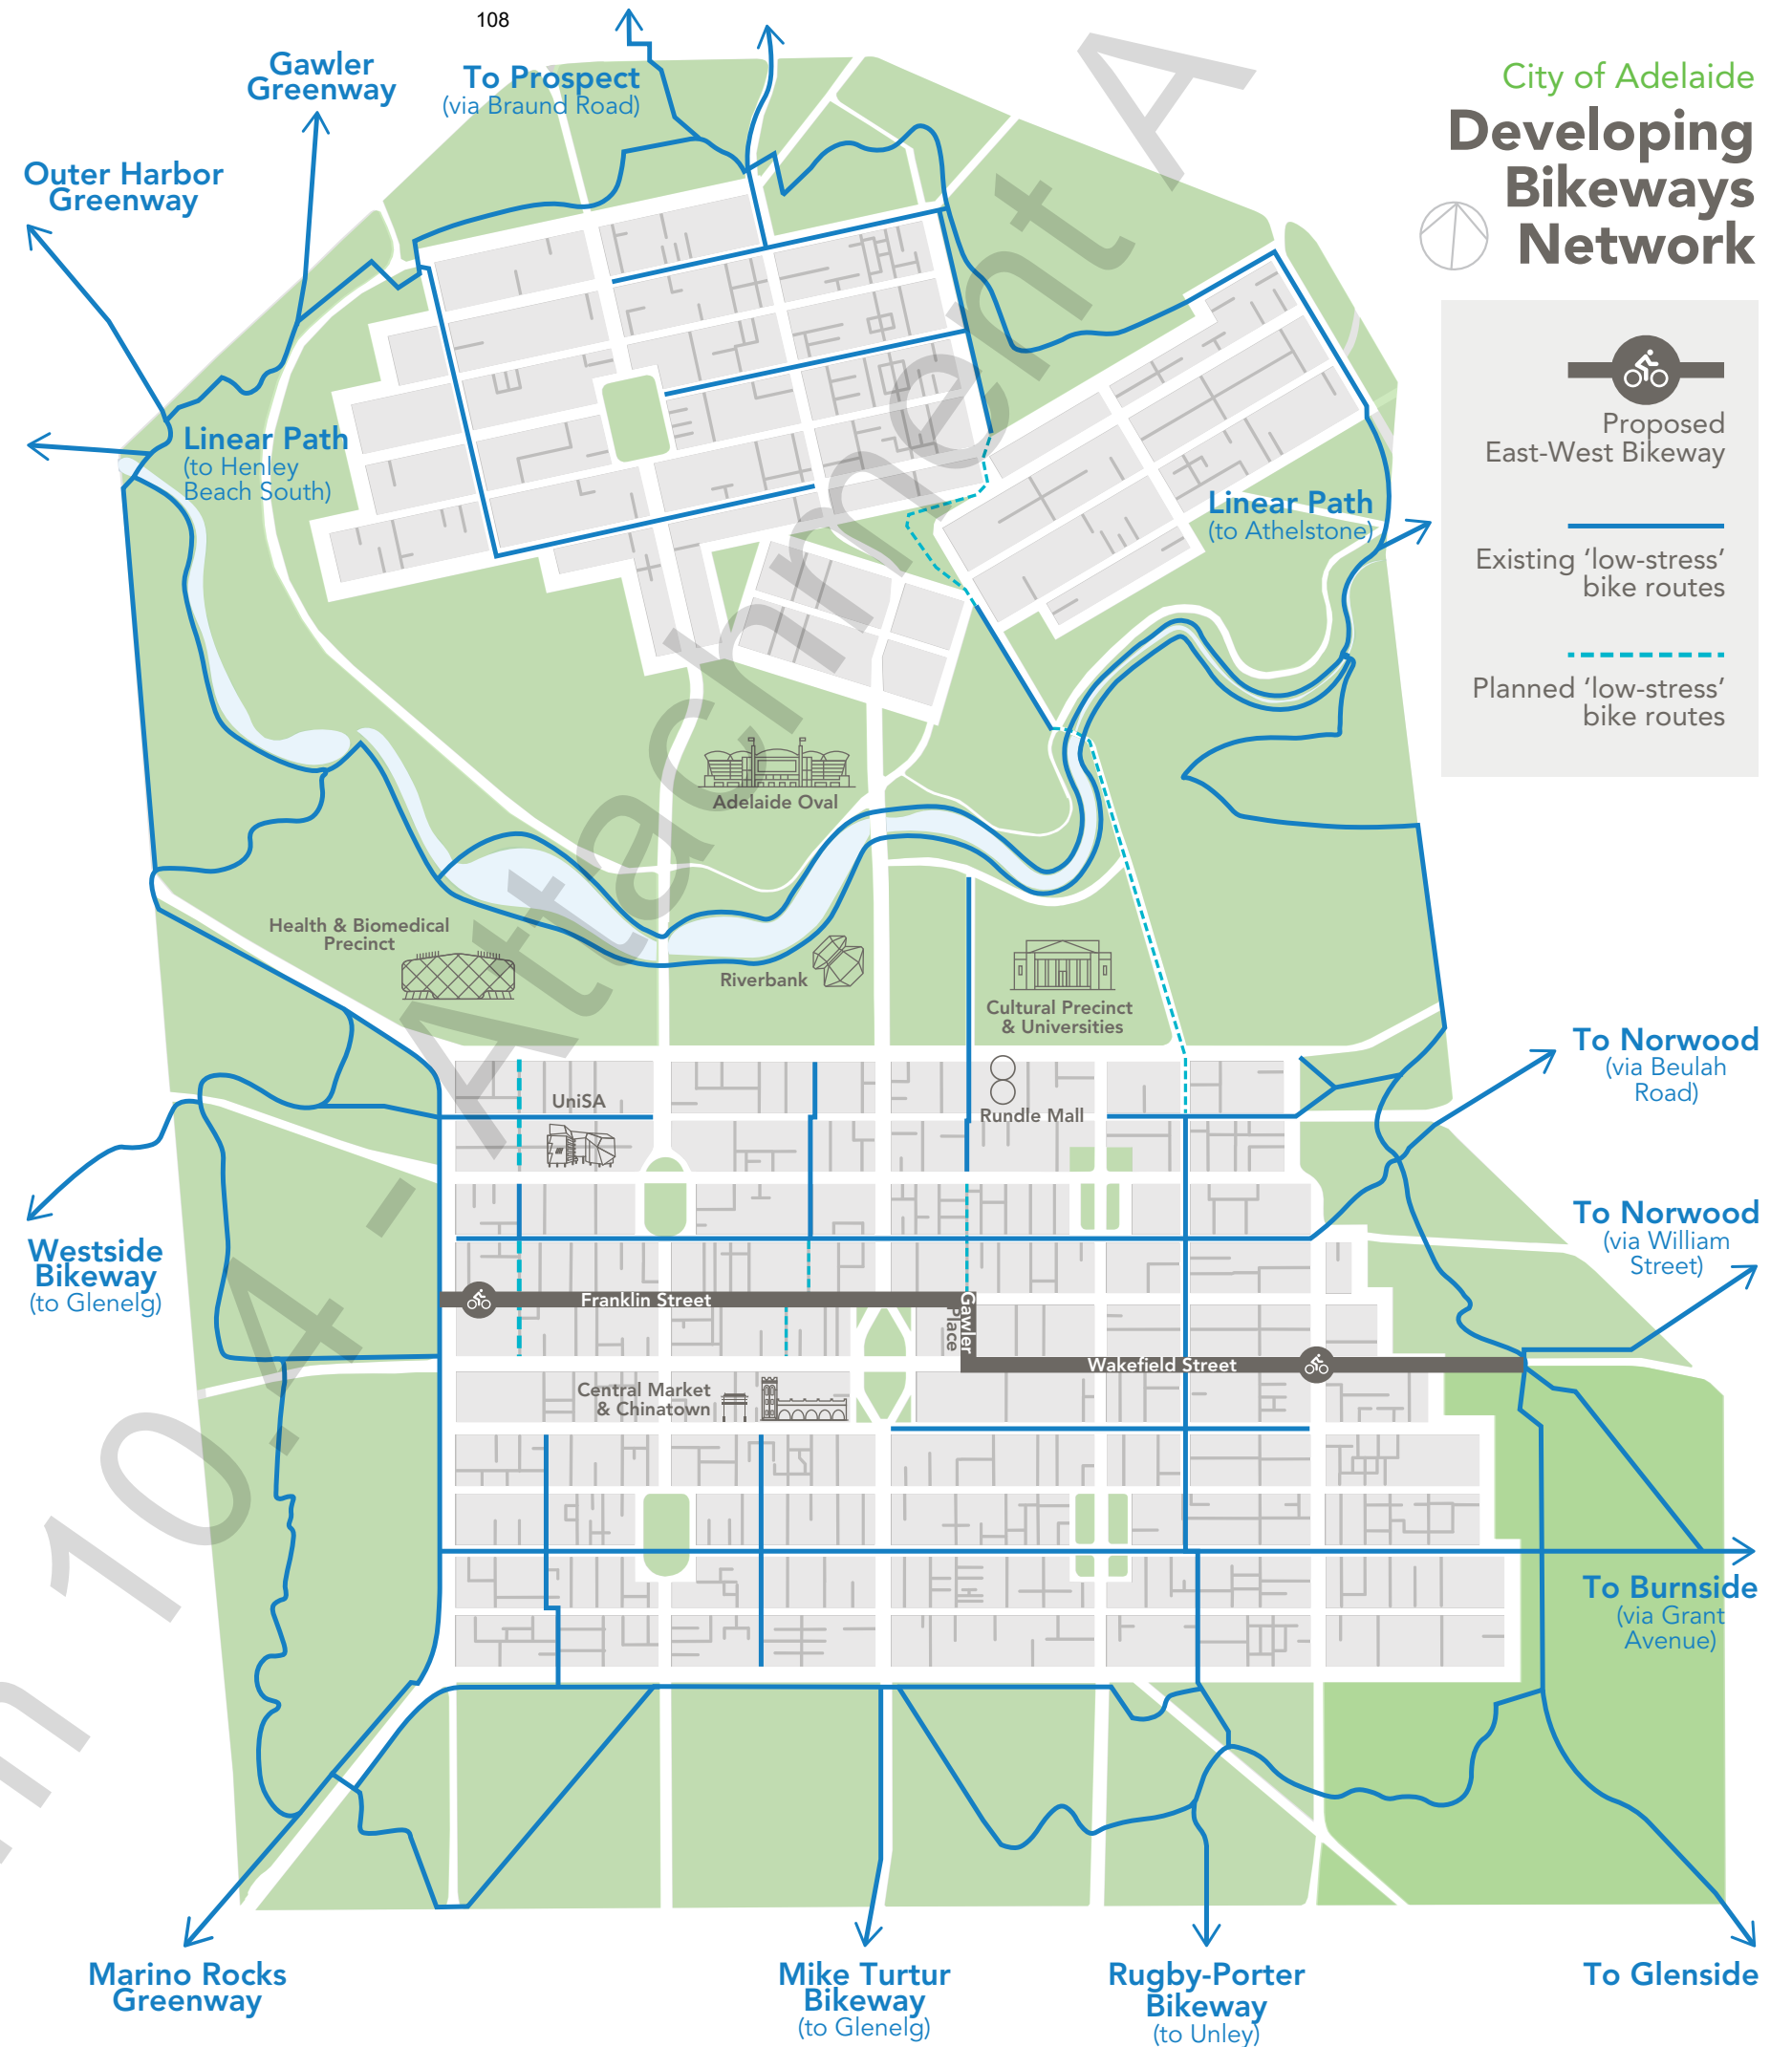 108
City of Adelaide
Developing
Bikeways
Network
Proposed
East-West Bikeway
Existing ‘low-stress’
bike routes
Planned ‘low-stress’
bike routes
Gawler
Greenway
To Prospect
(via Braund Road)
Outer Harbor
Greenway
Linear Path
(to Henley
Beach South)
Linear Path
(to Athelstone)
Adelaide Oval
Health & Biomedical
Precinct
Riverbank
Cultural Precinct
& Universities
To Norwood
(via Beulah
Road)
UniSA
Rundle Mall
To Norwood
(via William
Street)
Westside
Bikeway
(to Glenelg)
Franklin Street
Gawler
Place
Wakefield Street
Central Market
& Chinatown
To Burnside
(via Grant
Avenue)
Marino Rocks
Greenway
Mike Turtur
Bikeway
(to Glenelg)
Rugby-Porter
Bikeway
(to Unley)
To Glenside
10.4 - Attachment A